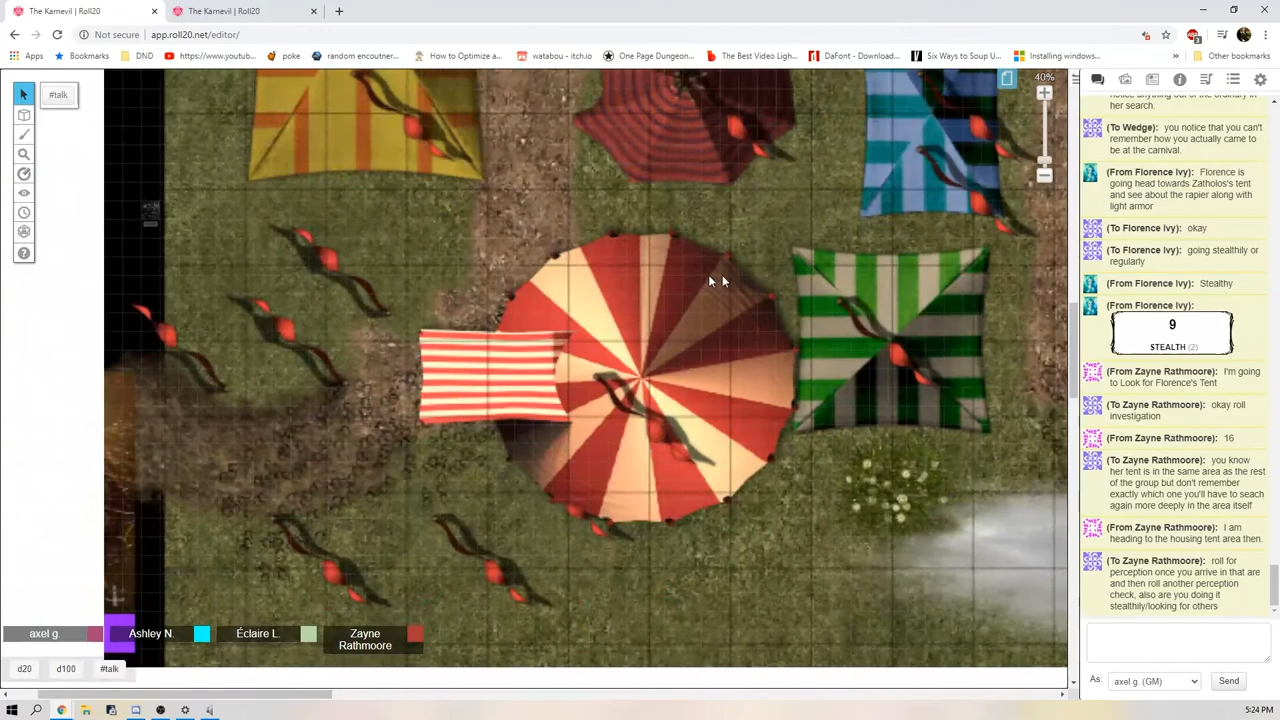 The Karnevil | Roll20
The Karnevil | Roll20
Not secure | app.roll20.net/editor/
Apps
Bookmarks
DND
https://www.youtub...
poke
random encoutner...
How to Optimize a...
watabou - itch.io
One Page Dungeon...
The Best Video Ligh...
DaFont - Download...
Six Ways to Soup U...
Installing windows...
»
Other bookmarks
#talk
40%
notice anything out of the ordinary in
her search.
(To Wedge): you notice that you can't
remember how you actually came to
be at the carnival.
(From Florence Ivy): Florence is
going head towards Zatholos's tent
and see about the rapier along with
light armor
(To Florence Ivy): okay
(To Florence Ivy): going stealthily or
regularly
(From Florence Ivy): Stealthy
(From Florence Ivy):
9
STEALTH (2)
(From Zayne Rathmoore): I'm going
to Look for Florence's Tent
(To Zayne Rathmoore): okay roll
investigation
(From Zayne Rathmoore): 16
(To Zayne Rathmoore): you know
her tent is in the same area as the rest
of the group but don't remember
exactly which one you'll have to seach
again more deeply in the area itself
(From Zayne Rathmoore): I am
heading to the housing tent area then.
(To Zayne Rathmoore): roll for
perception once you arrive in that are
and then roll another perception
check, also are you doing it
stealthily/looking for others
axel g.
Ashley N.
Éclaire L.
Zayne
Rathmoore
d20
d100
#talk
As:
axel g. (GM)
Send
5:24 PM